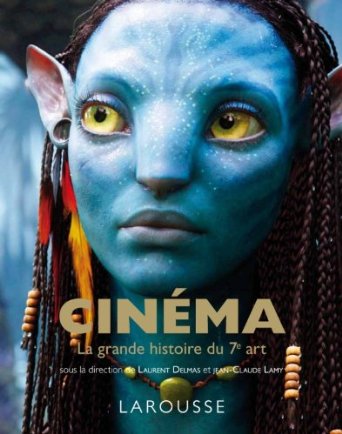 CINÉMA
La grande histoire du 7e art
sous la direction de Laurent Delmas et Jean-Claude Lamy
LAROUSSE